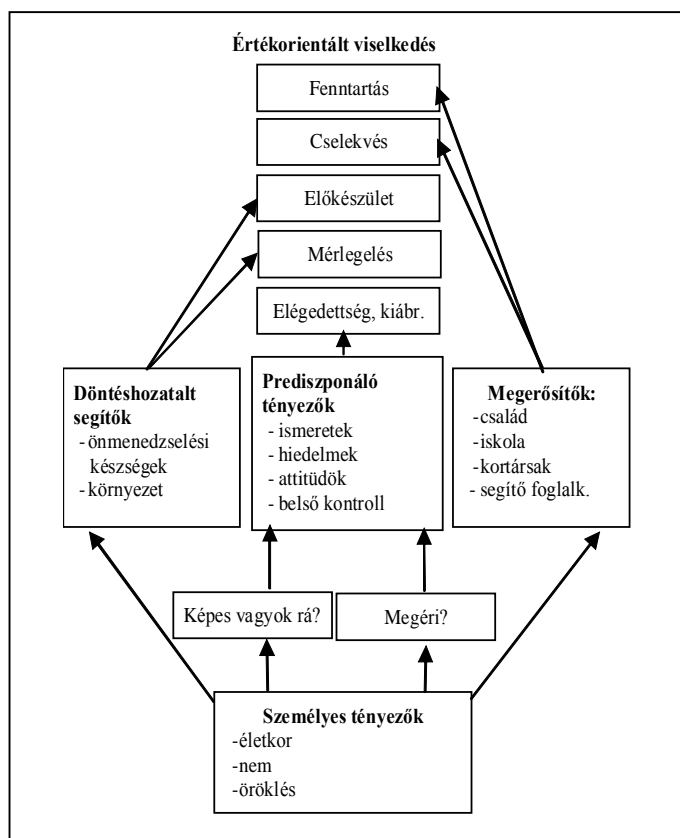 Értékorientált viselkedés
Fenntartás
Cselekvés
Előkészület
Mérlegelés
Elégedettség, kiábr.
Döntéshozatalt
segítők
- önmenedzselési
készségek
- környezet
Prediszponáló
tényezők
- ismeretek
- hiedelmek
- attitüdök
- belső kontroll
Megerősítők:
-család
-iskola
-kortársak
- segítő foglalk.
Képes vagyok rá?
Megéri?
Személyes tényezők
-életkor
-nem
-öröklés